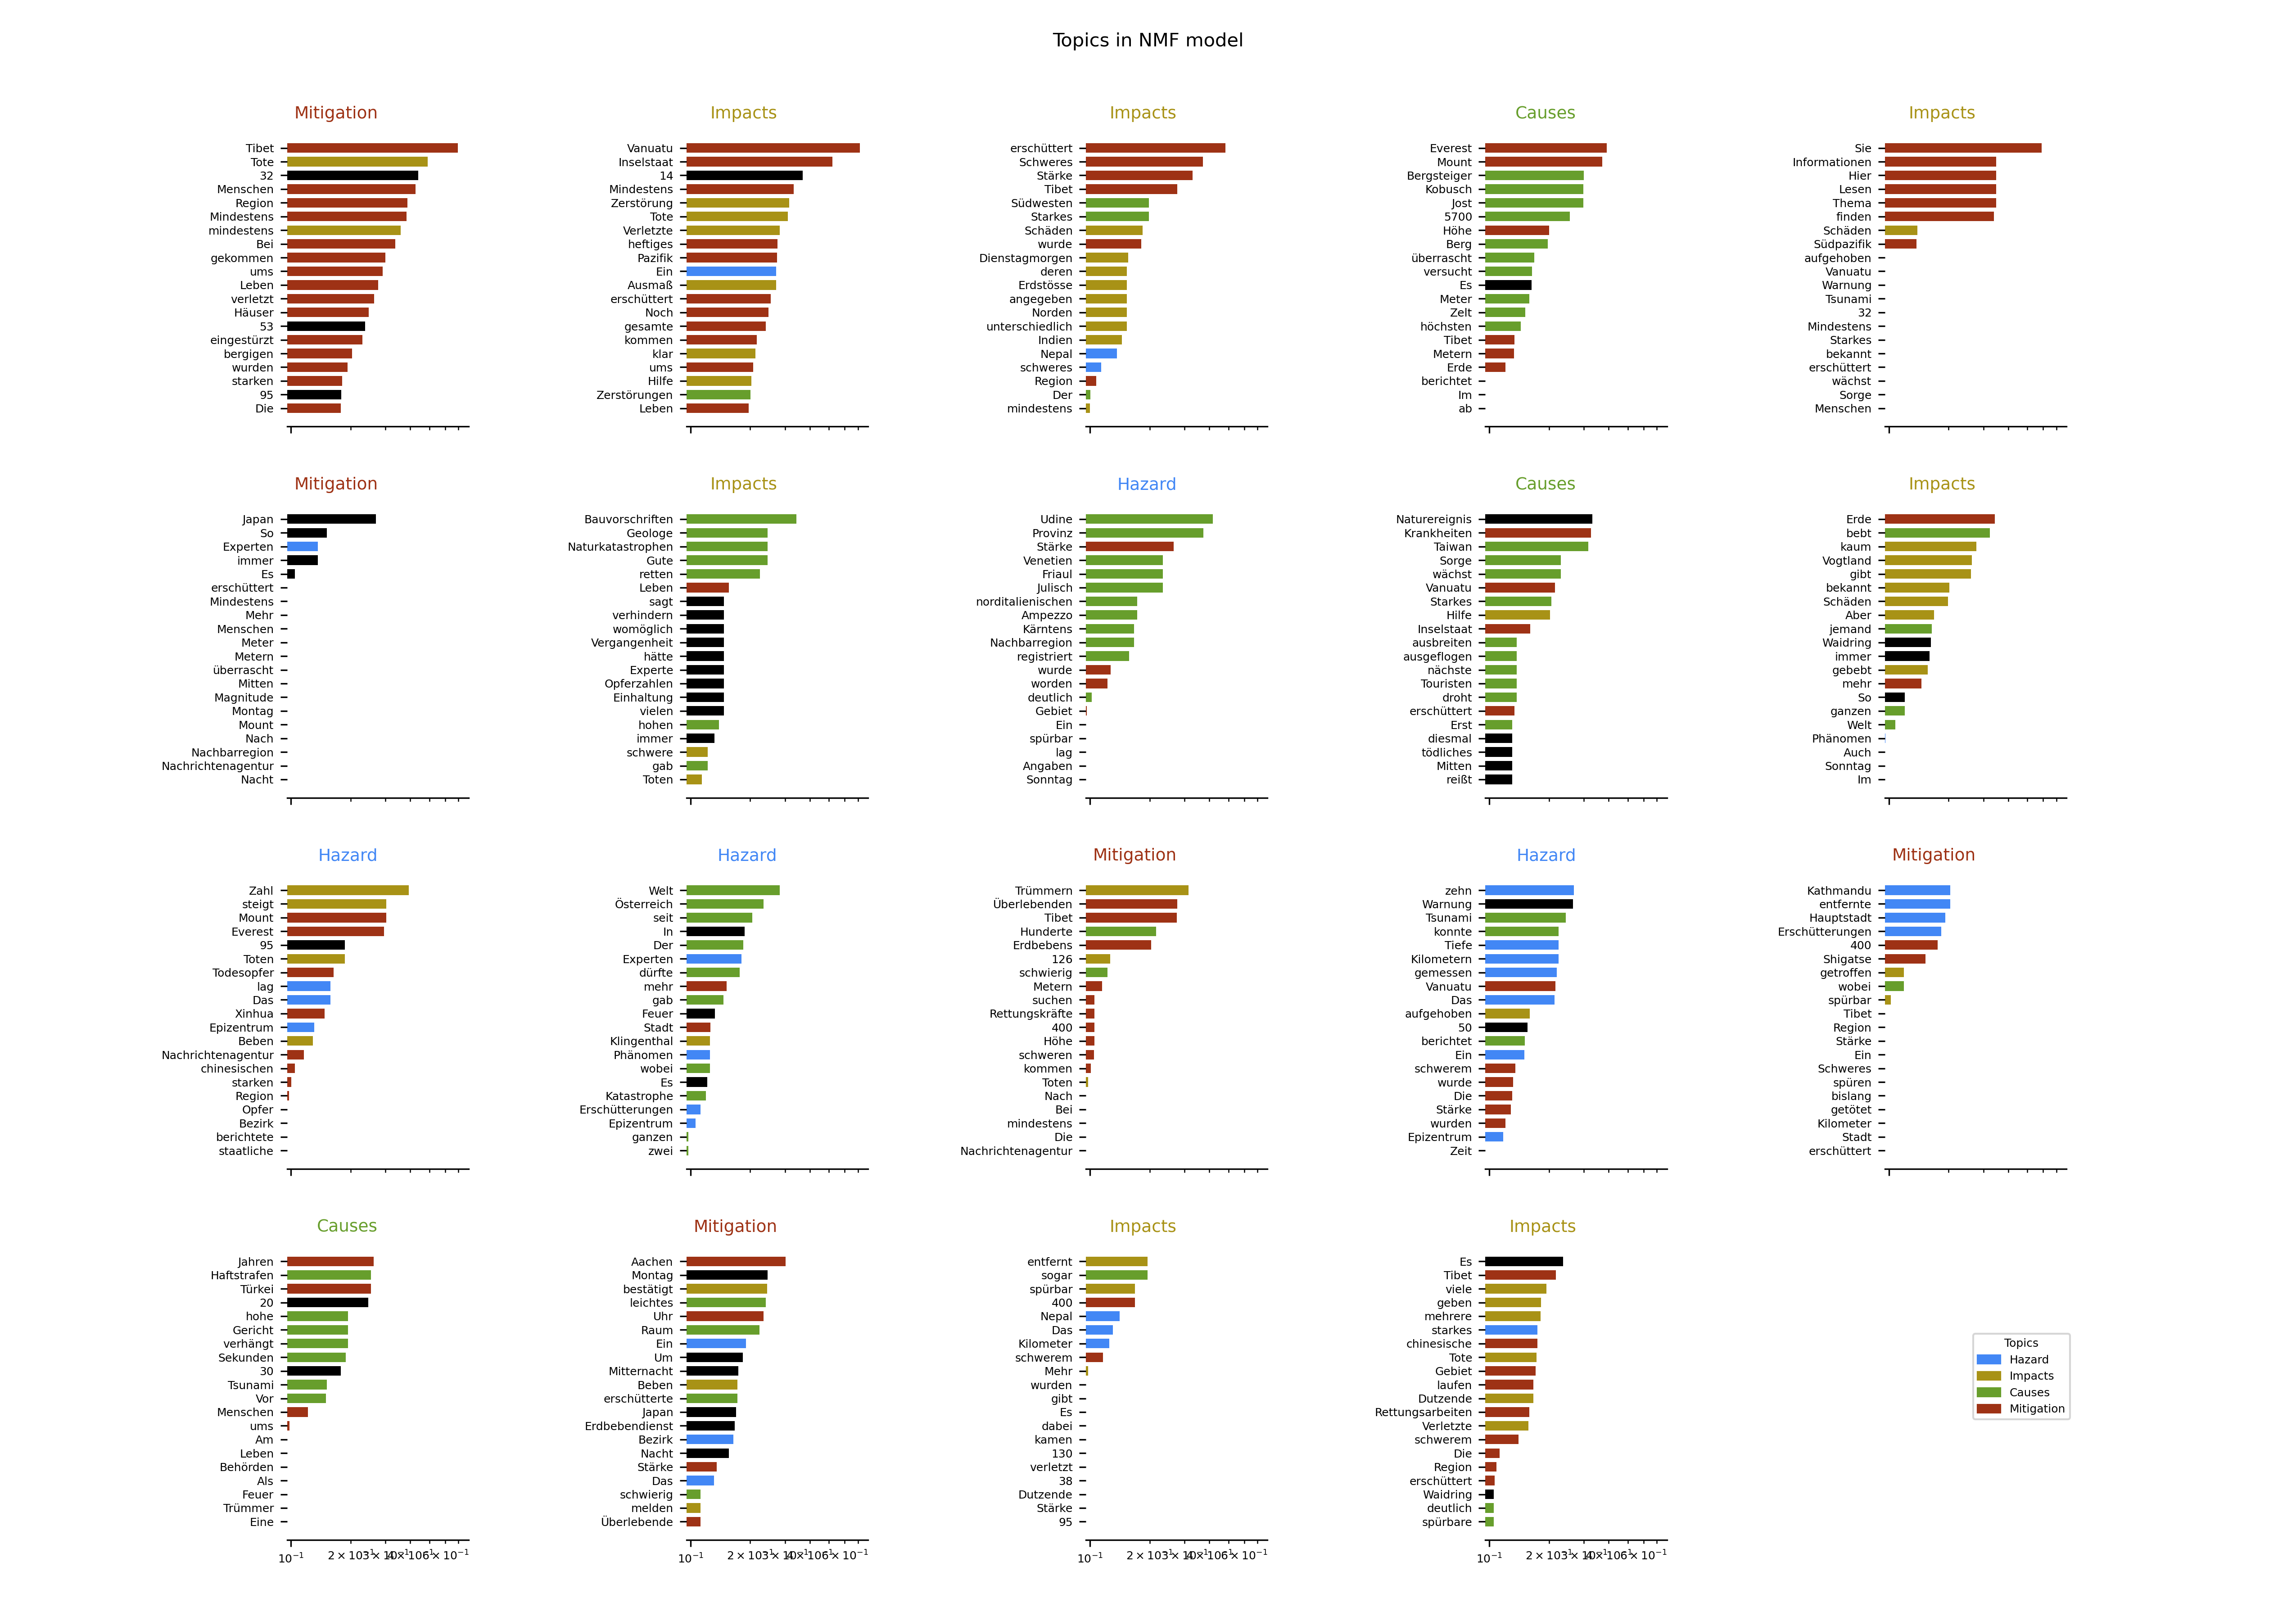 Topics in NMF model
Mitigation
Tibet
Tote
32
Menschen
Region
Mindestens
mindestens
Bei
gekommen
ums
Leben
verletzt
Häuser
53
eingestürzt
bergigen
wurden
starken
95
Die
Impacts
Vanuatu
Inselstaat
14
Mindestens
Zerstörung
Tote
Verletzte
heftiges
Pazifik
Ein
Ausmaß
erschüttert
Noch
gesamte
kommen
klar
ums
Hilfe
Zerstörungen
Leben
Impacts
erschüttert
Schweres
Stärke
Tibet
Südwesten
Starkes
Schäden
wurde
Dienstagmorgen
deren
Erdstösse
angegeben
Norden
unterschiedlich
Indien
Nepal
schweres
Region
Der
mindestens
Causes
Everest
Mount
Bergsteiger
Kobusch
Jost
5700
Höhe
Berg
überrascht
versucht
Es
Meter
Zelt
höchsten
Tibet
Metern
Erde
berichtet
Im
ab
Impacts
Sie
Informationen
Hier
Lesen
Thema
finden
Schäden
Südpazifik
aufgehoben
Vanuatu
Warnung
Tsunami
32
Mindestens
Starkes
bekannt
erschüttert
wächst
Sorge
Menschen
Mitigation
Japan
So
Experten
immer
Es
erschüttert
Mindestens
Mehr
Menschen
Meter
Metern
überrascht
Mitten
Magnitude
Montag
Mount
Nach
Nachbarregion
Nachrichtenagentur
Nacht
Impacts
Bauvorschriften
Geologe
Naturkatastrophen
Gute
retten
Leben
sagt
verhindern
womöglich
Vergangenheit
hätte
Experte
Opferzahlen
Einhaltung
vielen
hohen
immer
schwere
gab
Toten
Hazard
Udine
Provinz
Stärke
Venetien
Friaul
Julisch
norditalienischen
Ampezzo
Kärntens
Nachbarregion
registriert
wurde
worden
deutlich
Gebiet
Ein
spürbar
lag
Angaben
Sonntag
Causes
Naturereignis
Krankheiten
Taiwan
Sorge
wächst
Vanuatu
Starkes
Hilfe
Inselstaat
ausbreiten
ausgeflogen
nächste
Touristen
droht
erschüttert
Erst
diesmal
tödliches
Mitten
reißt
Impacts
Erde
bebt
kaum
Vogtland
gibt
bekannt
Schäden
Aber
jemand
Waidring
immer
gebebt
mehr
So
ganzen
Welt
Phänomen
Auch
Sonntag
Im
Hazard
Zahl
steigt
Mount
Everest
95
Toten
Todesopfer
lag
Das
Xinhua
Epizentrum
Beben
Nachrichtenagentur
chinesischen
starken
Region
Opfer
Bezirk
berichtete
staatliche
Hazard
Welt
Österreich
seit
In
Der
Experten
dürfte
mehr
gab
Feuer
Stadt
Klingenthal
Phänomen
wobei
Es
Katastrophe
Erschütterungen
Epizentrum
ganzen
zwei
Mitigation
Trümmern
Überlebenden
Tibet
Hunderte
Erdbebens
126
schwierig
Metern
suchen
Rettungskräfte
400
Höhe
schweren
kommen
Toten
Nach
Bei
mindestens
Die
Nachrichtenagentur
Hazard
zehn
Warnung
Tsunami
konnte
Tiefe
Kilometern
gemessen
Vanuatu
Das
aufgehoben
50
berichtet
Ein
schwerem
wurde
Die
Stärke
wurden
Epizentrum
Zeit
Mitigation
Kathmandu
entfernte
Hauptstadt
Erschütterungen
400
Shigatse
getroffen
wobei
spürbar
Tibet
Region
Stärke
Ein
Schweres
spüren
bislang
getötet
Kilometer
Stadt
erschüttert
Causes
Jahren
Haftstrafen
Türkei
20
hohe
Gericht
verhängt
Sekunden
30
Tsunami
Vor
Menschen
ums
Am
Leben
Behörden
Als
Feuer
Trümmer
Eine
10⁻¹
Mitigation
Aachen
Montag
bestätigt
leichtes
Uhr
Raum
Ein
Um
Mitternacht
Beben
erschütterte
Japan
Erdbebendienst
Bezirk
Nacht
Stärke
Das
schwierig
melden
Überlebende
10⁻¹
Impacts
entfernt
sogar
spürbar
400
Nepal
Das
Kilometer
schwerem
Mehr
wurden
gibt
Es
dabei
kamen
130
verletzt
38
Dutzende
Stärke
95
10⁻¹
Impacts
Es
Tibet
viele
geben
mehrere
starkes
chinesische
Tote
Gebiet
laufen
Dutzende
Rettungsarbeiten
Verletzte
schwerem
Die
Region
erschüttert
Waidring
deutlich
spürbare
10⁻¹
Topics
Hazard
Impacts
Causes
Mitigation